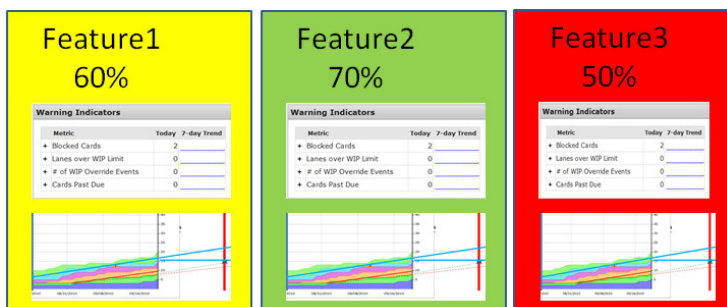 Feature1
60%
Warning Indicators
Metric Today 7-day Trend
+ Blocked Cards 2
+ Lanes over WIP Limit 0
+ # of WIP Override Events 0
+ Cards Past Due 0
Feature2
70%
Warning Indicators
Metric Today 7-day Trend
+ Blocked Cards 2
+ Lanes over WIP Limit 0
+ # of WIP Override Events 0
+ Cards Past Due 0
Feature3
50%
Warning Indicators
Metric Today 7-day Trend
+ Blocked Cards 2
+ Lanes over WIP Limit 0
+ # of WIP Override Events 0
+ Cards Past Due 0